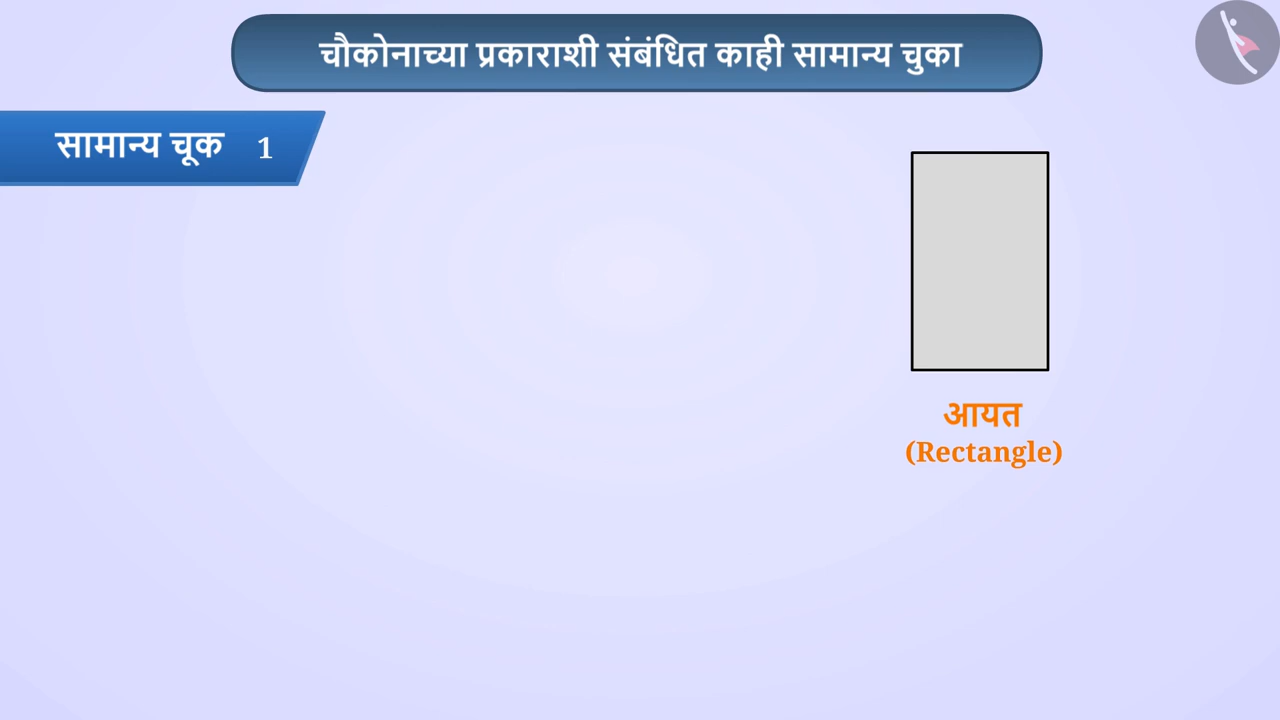 चौकोनाच्या प्रकाराशी संबंधित काही सामान्य चुका
सामान्य चूक 1
आयत
(Rectangle)